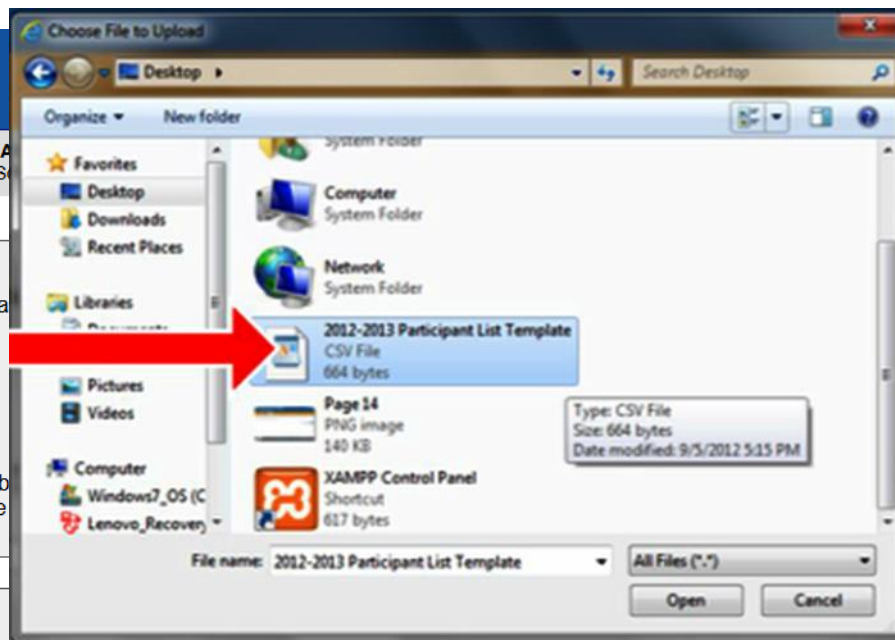 Choose File to Upload
Desktop
Search Desktop
Organize
New folder
Favorites
Desktop
Downloads
Recent Places
Libraries
Documents
Pictures
Videos
Computer
Windows7_OS (C
Lenovo_Recovery
System Folder
Computer
System Folder
Network
System Folder
2012-2013 Participant List Template
CSV File
664 bytes
Page 14
PNG image
140 KB
XAMPP Control Panel
Shortcut
617 bytes
Type: CSV File
Size: 664 bytes
Date modified: 9/5/2012 5:15 PM
File name: 2012-2013 Participant List Template
All Files (*.*)
Open
Cancel